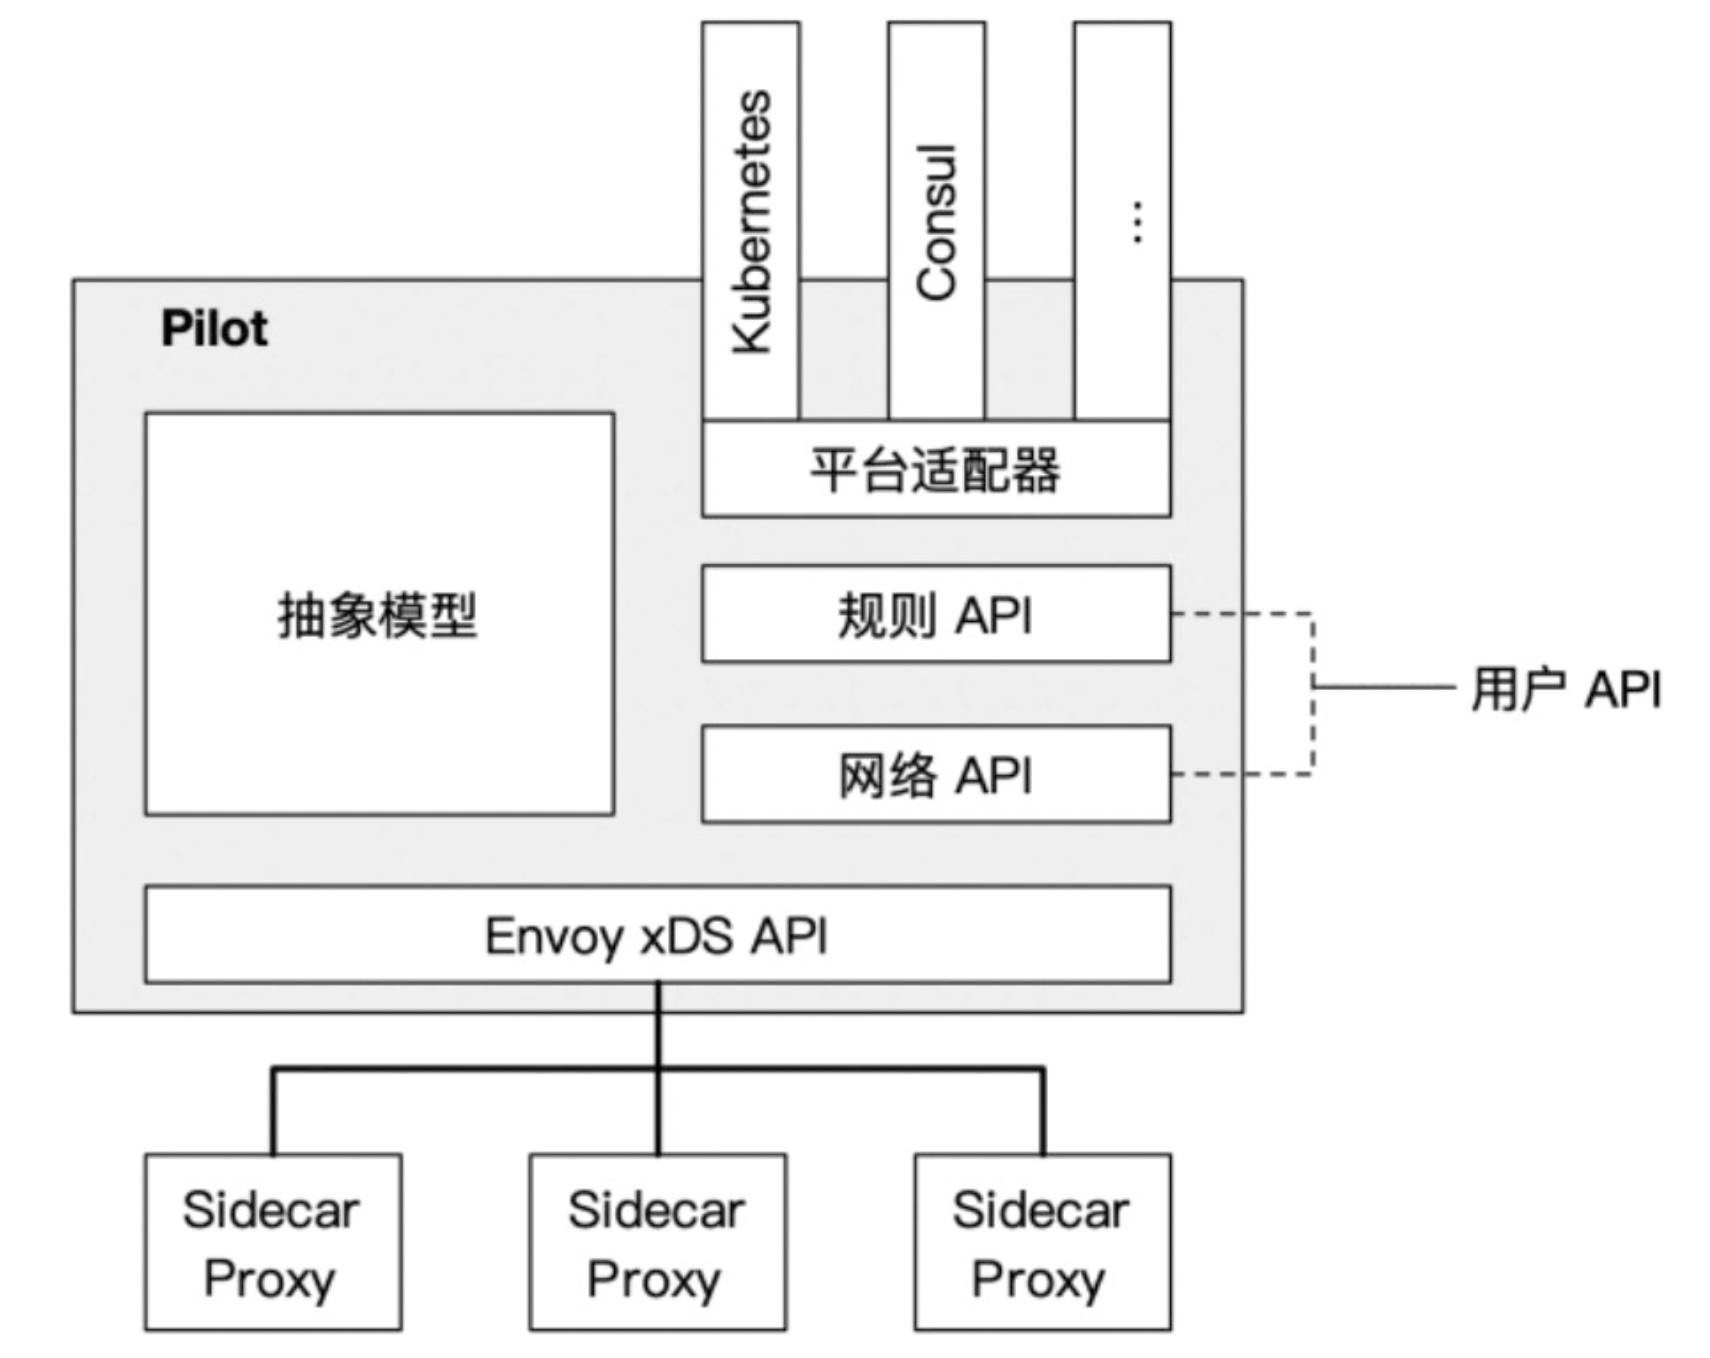 Kubernetes
Consul
...
Pilot
平台适配器
抽象模型
规则 API
用户 API
网络 API
Envoy xDS API
Sidecar
Proxy
Sidecar
Proxy
Sidecar
Proxy